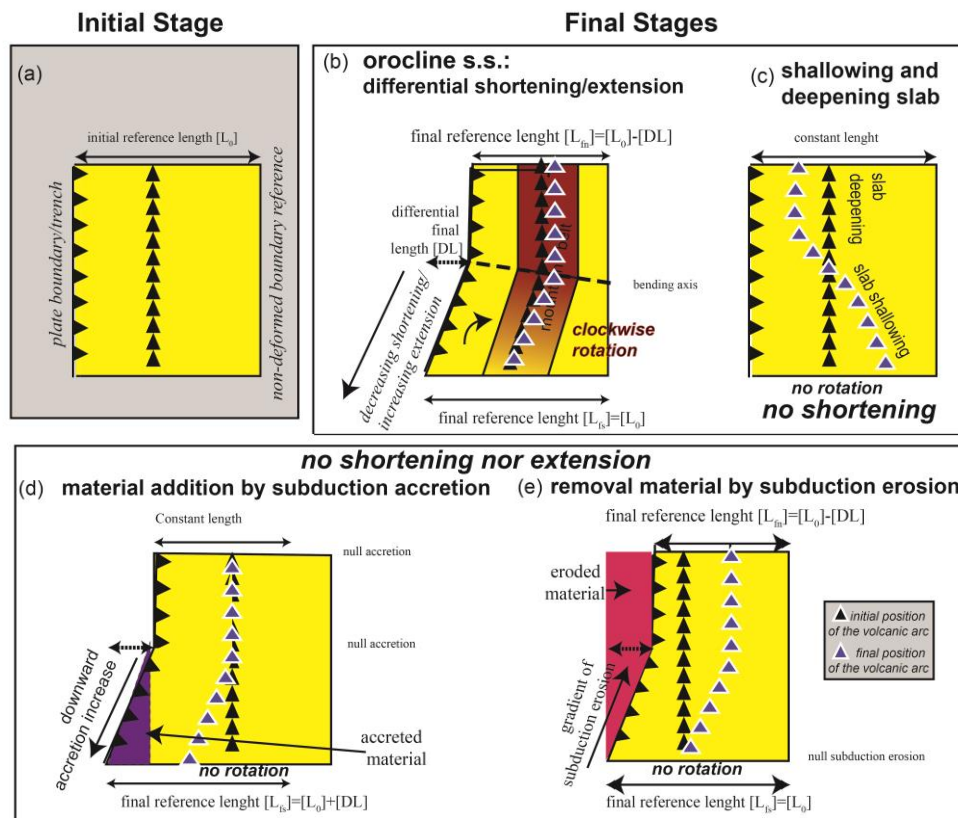 Initial Stage
Final Stages
(a)
initial reference lengh [L₀]
plate boundary/trench
non-deformed boundary reference
(b) orocline s.s.:
differential shortening/extension
final reference lenght [Lfn]=[L₀]-[DL]
differential
final
length [DL]
bending axis
clockwise
rotation
decreasing shortening/
increasing extension
final reference lenght [Lfs]=[L₀]
(c) shallowing and
deepening slab
constant lenght
slab
deepening
slab shallowing
no rotation
no shortening
no shortening nor extension
(d) material addition by subduction accretion
Constant length
null accretion
null accretion
downward
accretion increase
accreted
material
no rotation
final reference lenght [Lfs]=[L₀]+[DL]
(e) removal material by subduction erosion
final reference lenght [Lfn]=[L₀]-[DL]
eroded
material
gradient of
subduction erosion
null subduction erosion
no rotation
final reference lenght [Lfs]=[L₀]
initial position
of the volcanic arc
final position
of the volcanic arc